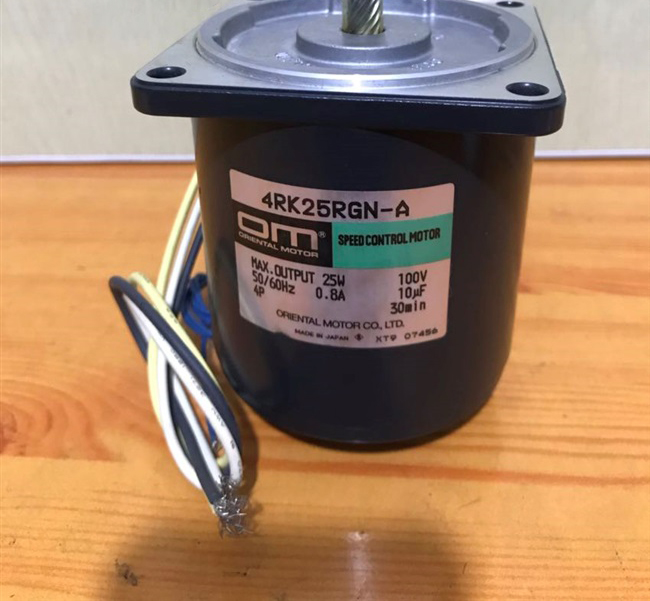 4RK25RGN-A
OM®
ORIENTAL MOTOR
SPEED CONTROL MOTOR
MAX.OUTPUT 25W 100V
50/60Hz 0.8A 10μF
4P 30min
ORIENTAL MOTOR CO., LTD.
MADE IN JAPAN XT9 07456